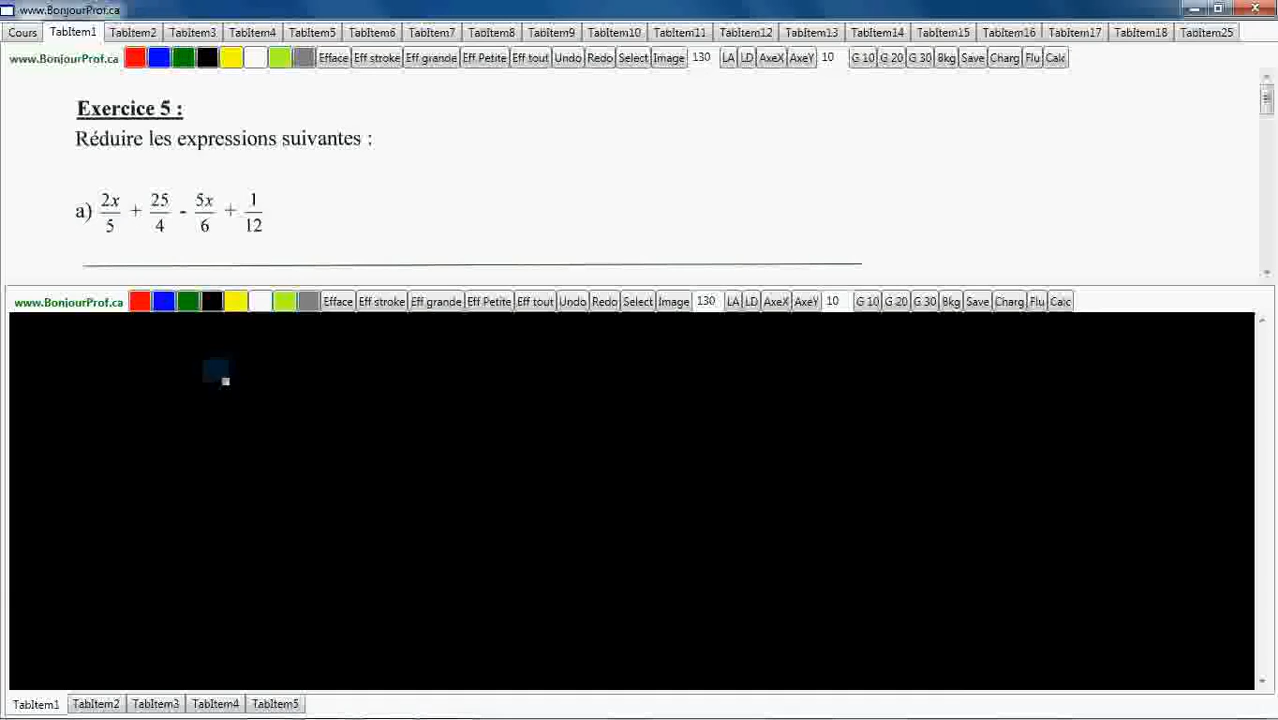 www.BonjourProf.ca
Cours TabItem1 TabItem2 TabItem3 TabItem4 TabItem5 TabItem6 TabItem7 TabItem8 TabItem9 TabItem10 TabItem11 TabItem12 TabItem13 TabItem14 TabItem15 TabItem16 TabItem17 TabItem18 TabItem25
www.BonjourProf.ca Efface Eff stroke Eff grande Eff Petite Eff tout Undo Redo Select Image 130 LA LD AxeX AxeY 10 G 10 G 20 G 30 Bkg Save Charg Flu Calc
Exercice 5 :
Réduire les expressions suivantes :
a) 2x/5 + 25/4 - 5x/6 + 1/12
www.BonjourProf.ca Efface Eff stroke Eff grande Eff Petite Eff tout Undo Redo Select Image 130 LA LD AxeX AxeY 10 G 10 G 20 G 30 Bkg Save Charg Flu Calc
TabItem1 TabItem2 TabItem3 TabItem4 TabItem5